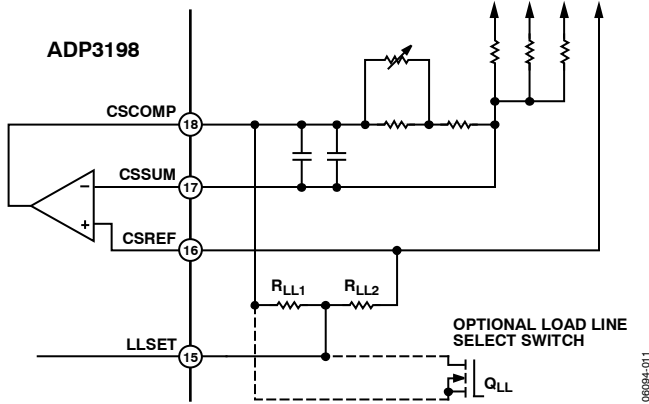 ADP3198
CSCOMP
18
CSSUM
17
CSREF
16
RLL1
RLL2
OPTIONAL LOAD LINE
SELECT SWITCH
LLSET
15
QLL
–
+
06094-011